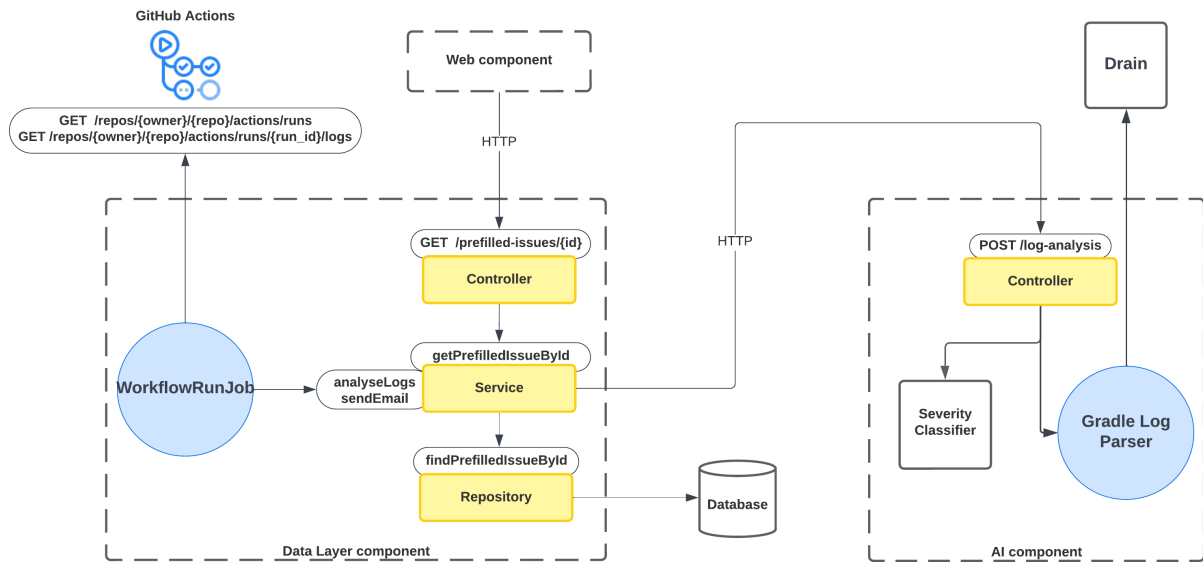 GitHub Actions
GET /repos/{owner}/{repo}/actions/runs
GET /repos/{owner}/{repo}/actions/runs/{run_id}/logs
Web component
HTTP
Drain
GET /prefilled-issues/{id}
Controller
HTTP
POST /log-analysis
Controller
getPrefilledIssueById
WorkflowRunJob
analyseLogs
sendEmail
Service
Severity
Classifier
Gradle Log
Parser
findPrefilledIssueById
Repository
Database
Data Layer component
AI component